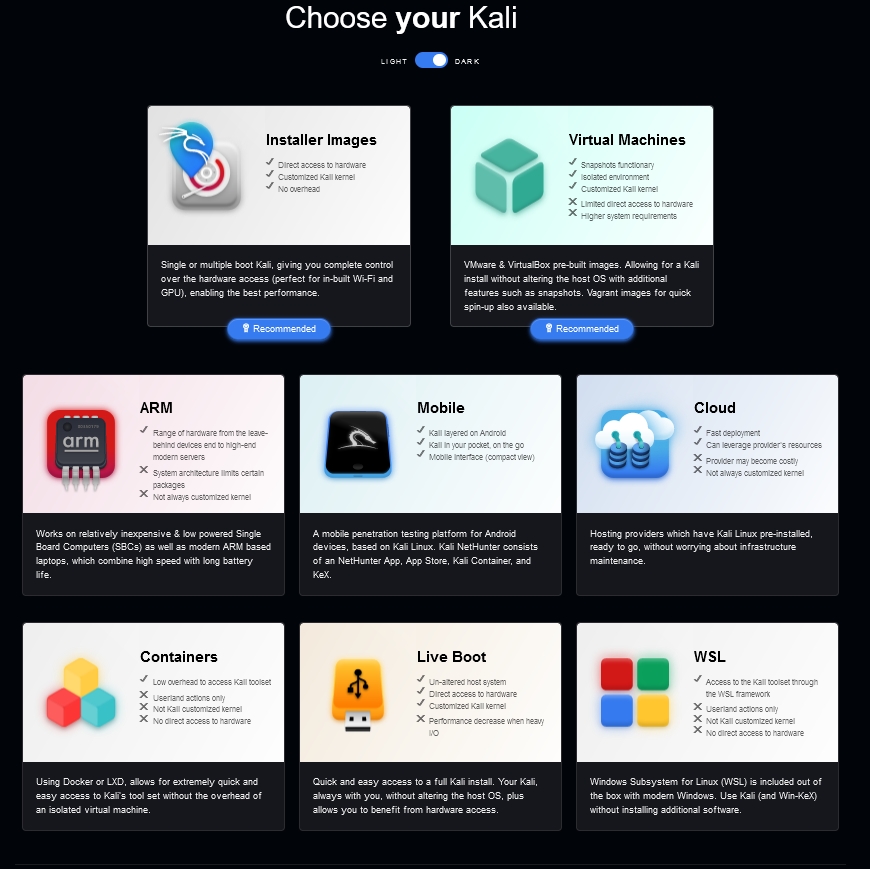 Choose your Kali
LIGHT DARK
Installer Images
Direct access to hardware
Customized Kali kernel
No overhead
Single or multiple boot Kali, giving you complete control
over the hardware access (perfect for in-built Wi-Fi and
GPU), enabling the best performance.
Recommended
Virtual Machines
Snapshots functionary
Isolated environment
Customized Kali kernel
Limited direct access to hardware
Higher system requirements
VMware & VirtualBox pre-built images. Allowing for a Kali
install without altering the host OS with additional
features such as snapshots. Vagrant images for quick
spin-up also available.
Recommended
arm
ARM
Range of hardware from the leave-
behind devices end to high-end
modern servers
System architecture limits certain
packages
Not always customized kernel
Works on relatively inexpensive & low powered Single
Board Computers (SBCs) as well as modern ARM based
laptops, which combine high speed with long battery
life.
Mobile
Kali layered on Android
Kali in your pocket, on the go
Mobile interface (compact view)
A mobile penetration testing platform for Android
devices, based on Kali Linux. Kali NetHunter consists
of an NetHunter App, App Store, Kali Container, and
KeX.
Cloud
Fast deployment
Can leverage provider's resources
Provider may become costly
Not always customized kernel
Hosting providers which have Kali Linux pre-installed,
ready to go, without worrying about infrastructure
maintenance.
Containers
Low overhead to access Kali toolset
Userland actions only
Not Kali customized kernel
No direct access to hardware
Using Docker or LXD, allows for extremely quick and
easy access to Kali's tool set without the overhead of
an isolated virtual machine.
Live Boot
Un-altered host system
Direct access to hardware
Customized Kali kernel
Performance decrease when heavy
I/O
Quick and easy access to a full Kali install. Your Kali,
always with you, without altering the host OS, plus
allows you to benefit from hardware access.
WSL
Access to the Kali toolset through
the WSL framework
Userland actions only
Not Kali customized kernel
No direct access to hardware
Windows Subsystem for Linux (WSL) is included out of
the box with modern Windows. Use Kali (and Win-KeX)
without installing additional software.